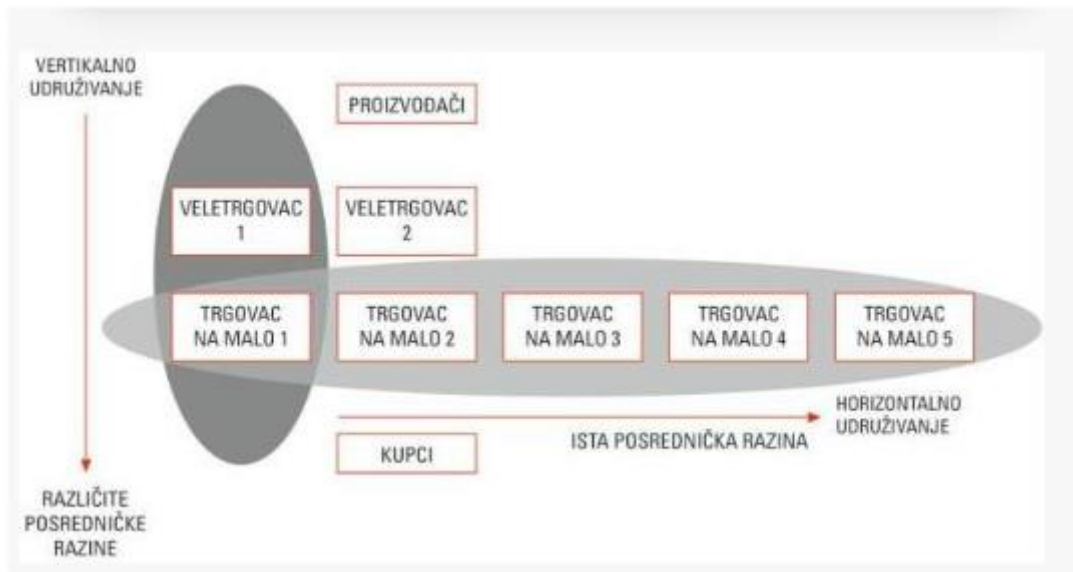 VERTIKALNO
UDRUŽIVANJE
PROIZVODAČI
VELETRGOVAC
1
VELETRGOVAC
2
TRGOVAC
NA MALO 1
TRGOVAC
NA MALO 2
TRGOVAC
NA MALO 3
TRGOVAC
NA MALO 4
TRGOVAC
NA MALO 5
HORIZONTALNO
UDRUŽIVANJE
ISTA POSREDNIČKA RAZINA
KUPCI
RAZLIČITE
POSREDNIČKE
RAZINE